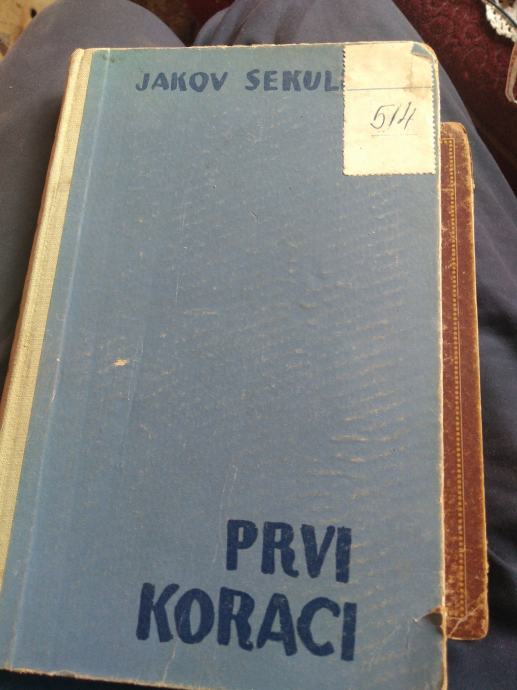 JAKOV SEKUL
514
PRVI
KORACI